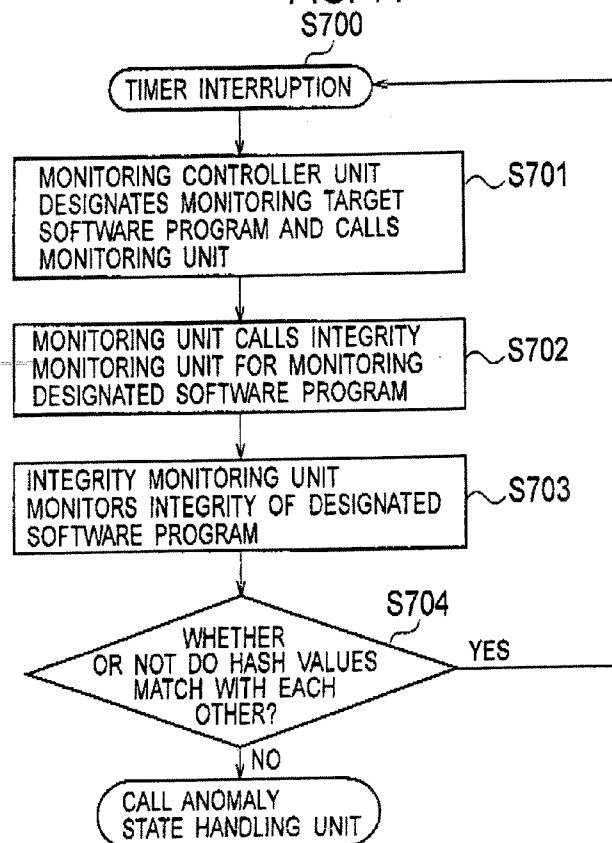 S700
TIMER INTERRUPTION
MONITORING CONTROLLER UNIT
DESIGNATES MONITORING TARGET
SOFTWARE PROGRAM AND CALLS
MONITORING UNIT
S701
MONITORING UNIT CALLS INTEGRITY
MONITORING UNIT FOR MONITORING
DESIGNATED SOFTWARE PROGRAM
S702
INTEGRITY MONITORING UNIT
MONITORS INTEGRITY OF DESIGNATED
SOFTWARE PROGRAM
S703
S704
WHETHER
OR NOT DO HASH VALUES
MATCH WITH EACH
OTHER?
YES
NO
CALL ANOMALY
STATE HANDLING UNIT